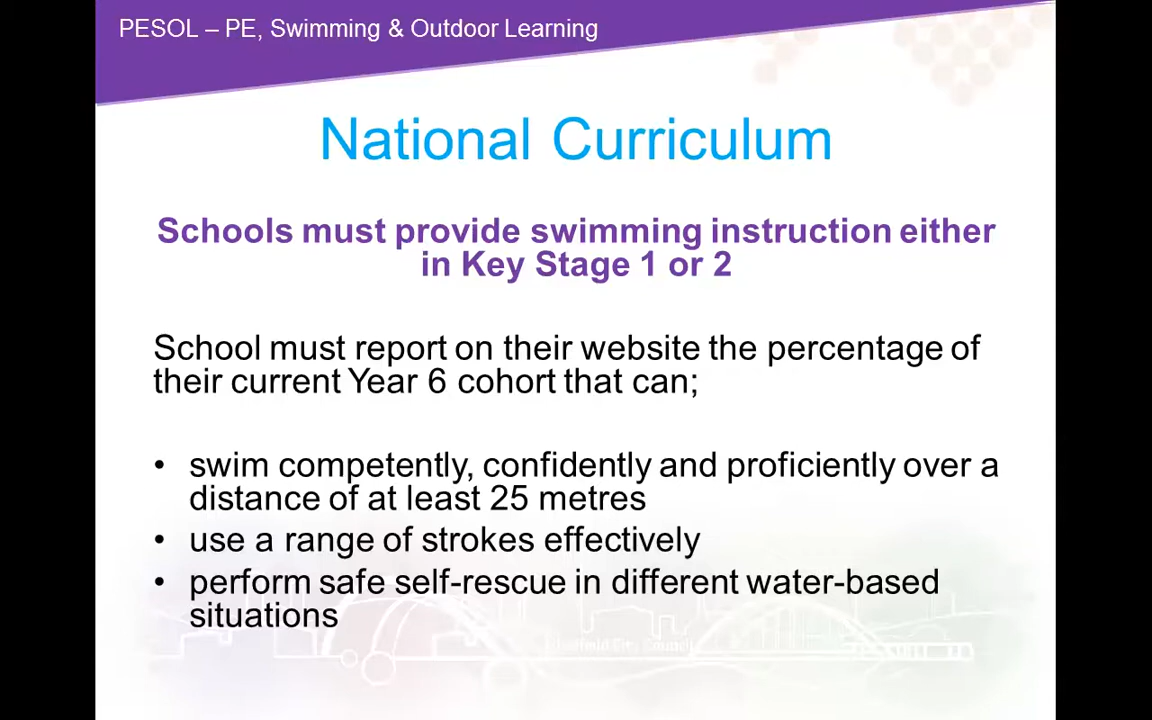 PESOL – PE, Swimming & Outdoor Learning
National Curriculum
Schools must provide swimming instruction either
in Key Stage 1 or 2
School must report on their website the percentage of
their current Year 6 cohort that can;
• swim competently, confidently and proficiently over a
distance of at least 25 metres
• use a range of strokes effectively
• perform safe self-rescue in different water-based
situations
Sheffield City Council